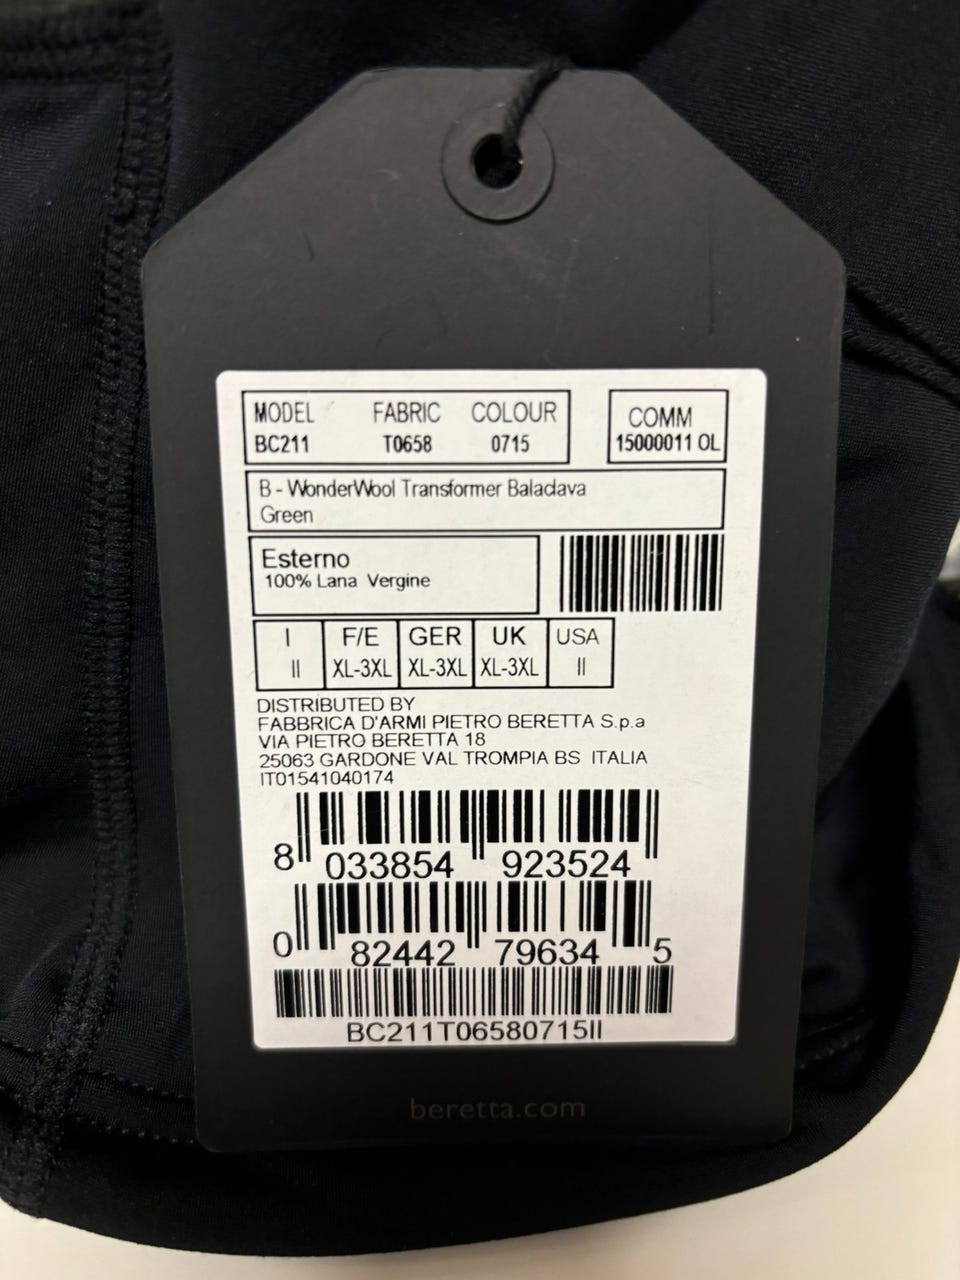 MODEL FABRIC COLOUR
BC211 T0658 0715
COMM
15000011 OL
B - WonderWool Transformer Baladava
Green
Esterno
100% Lana Vergine
I F/E GER UK USA
II XL-3XL XL-3XL XL-3XL II
DISTRIBUTED BY
FABBRICA D'ARMI PIETRO BERETTA S.p.a
VIA PIETRO BERETTA 18
25063 GARDONE VAL TROMPIA BS ITALIA
IT01541040174
8 033854 923524
0 82442 79634 5
BC211T06580715II
beretta.com